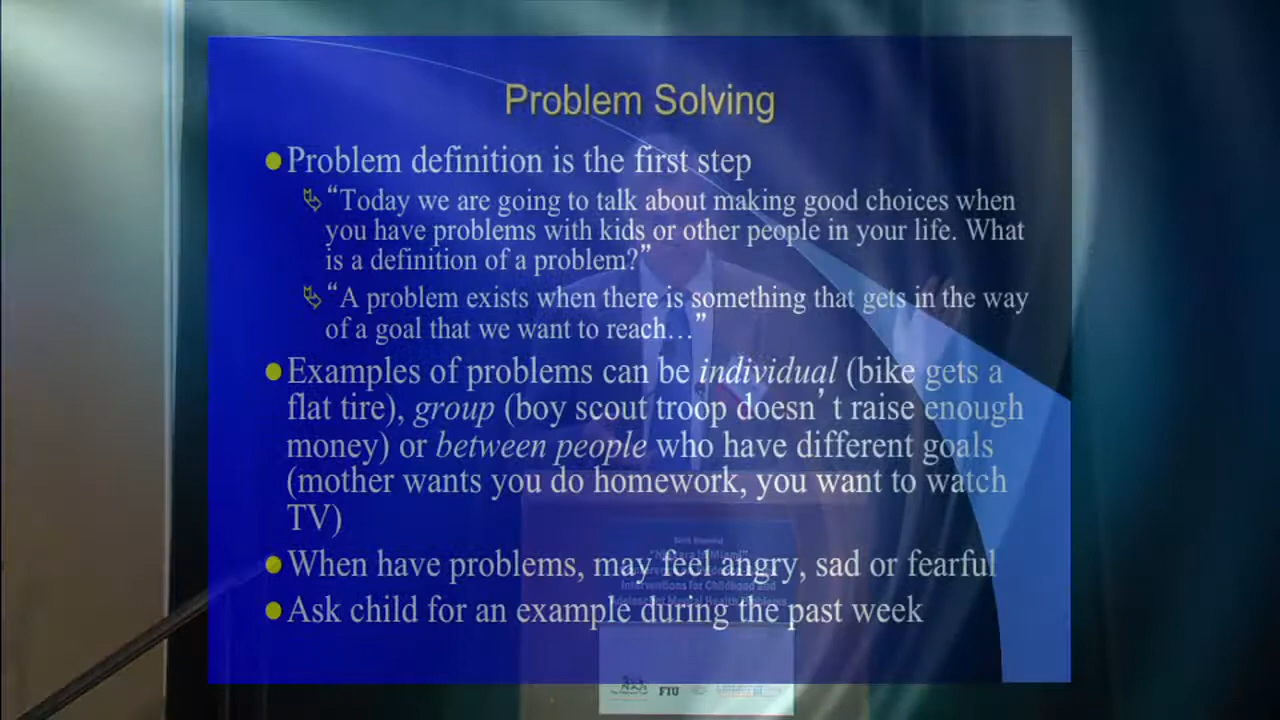 Problem Solving
Problem definition is the first step
“Today we are going to talk about making good choices when
you have problems with kids or other people in your life. What
is a definition of a problem?”
“A problem exists when there is something that gets in the way
of a goal that we want to reach…”
Examples of problems can be individual (bike gets a
flat tire), group (boy scout troop doesn’t raise enough
money) or between people who have different goals
(mother wants you do homework, you want to watch
TV)
When have problems, may feel angry, sad or fearful
Ask child for an example during the past week
Interventions for Childhood and
FIU